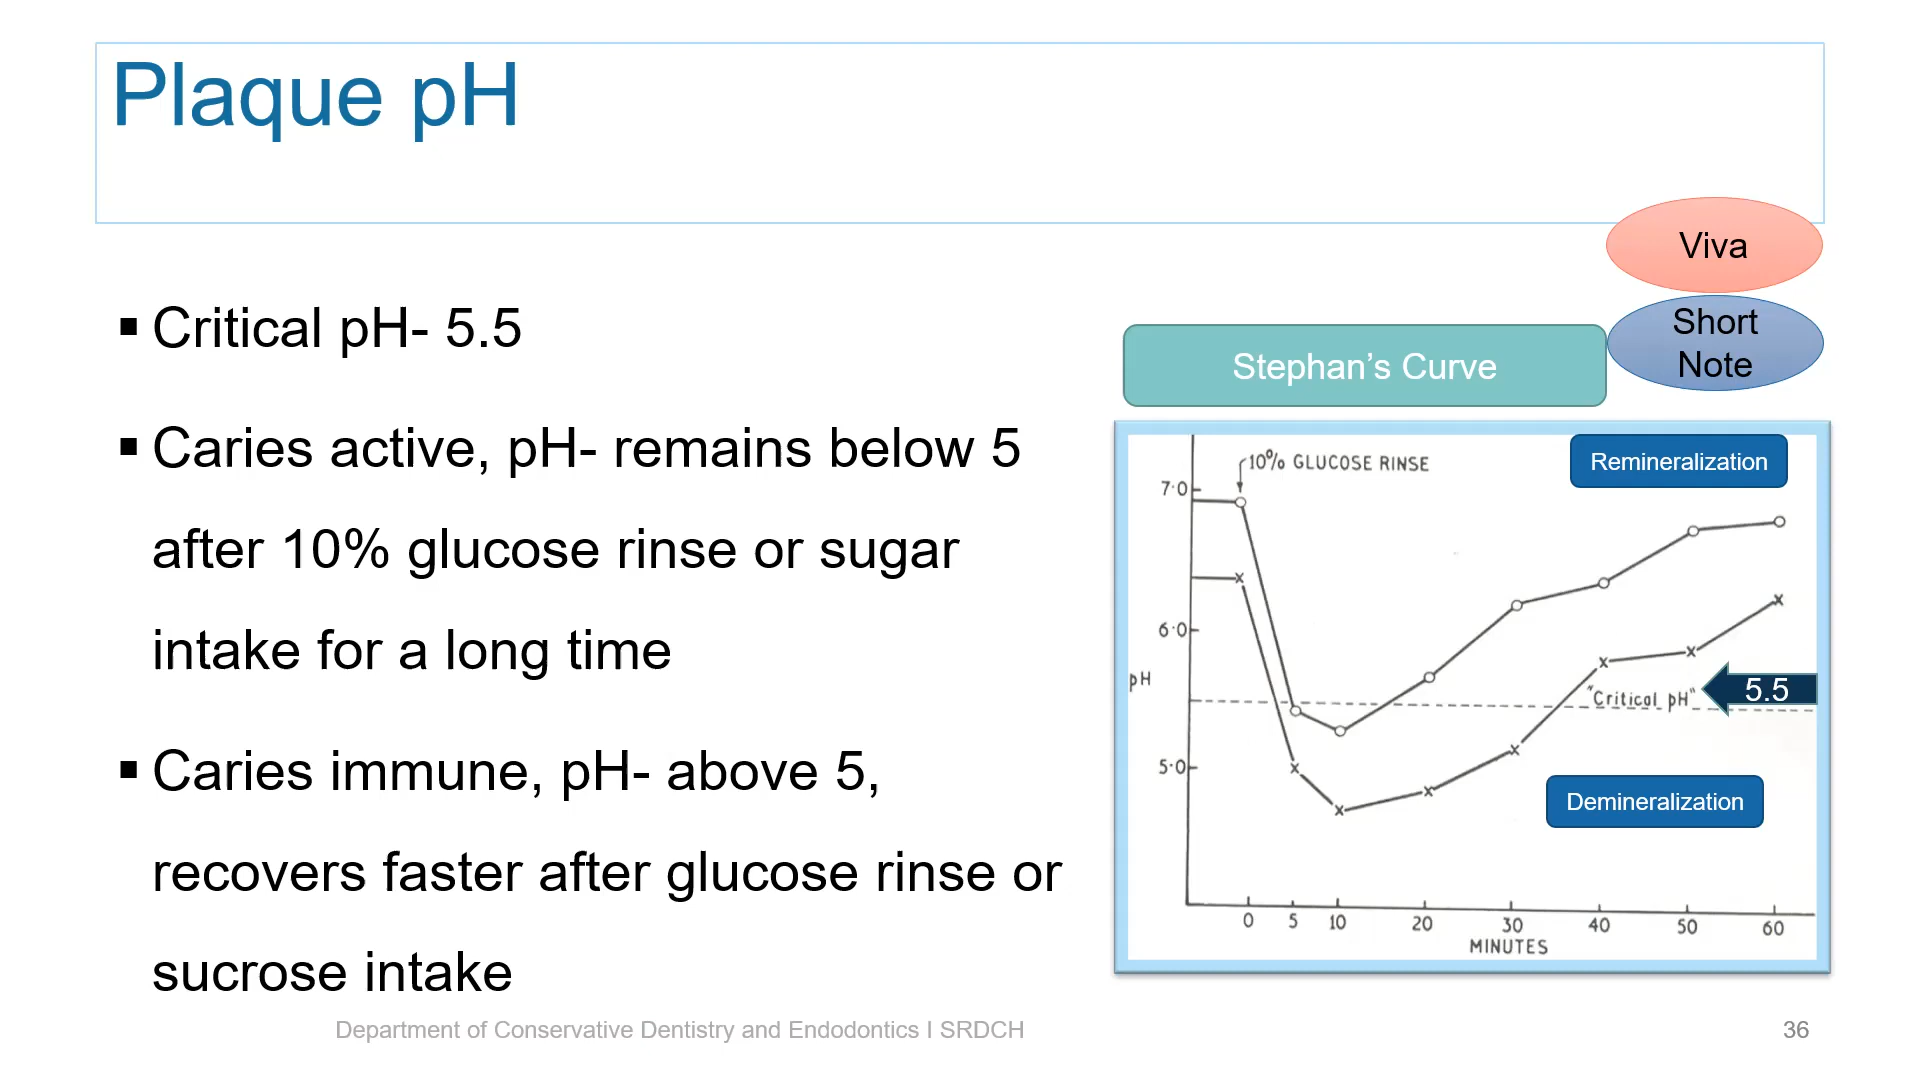 Plaque pH
Viva
Short
Note
▪ Critical pH- 5.5
▪ Caries active, pH- remains below 5
after 10% glucose rinse or sugar
intake for a long time
▪ Caries immune, pH- above 5,
recovers faster after glucose rinse or
sucrose intake
Stephan’s Curve
10% GLUCOSE RINSE
Remineralization
7·0
6·0
pH
"Critical pH"
5.5
5·0
Demineralization
0 5 10 20 30 40 50 60
MINUTES
Department of Conservative Dentistry and Endodontics I SRDCH
36